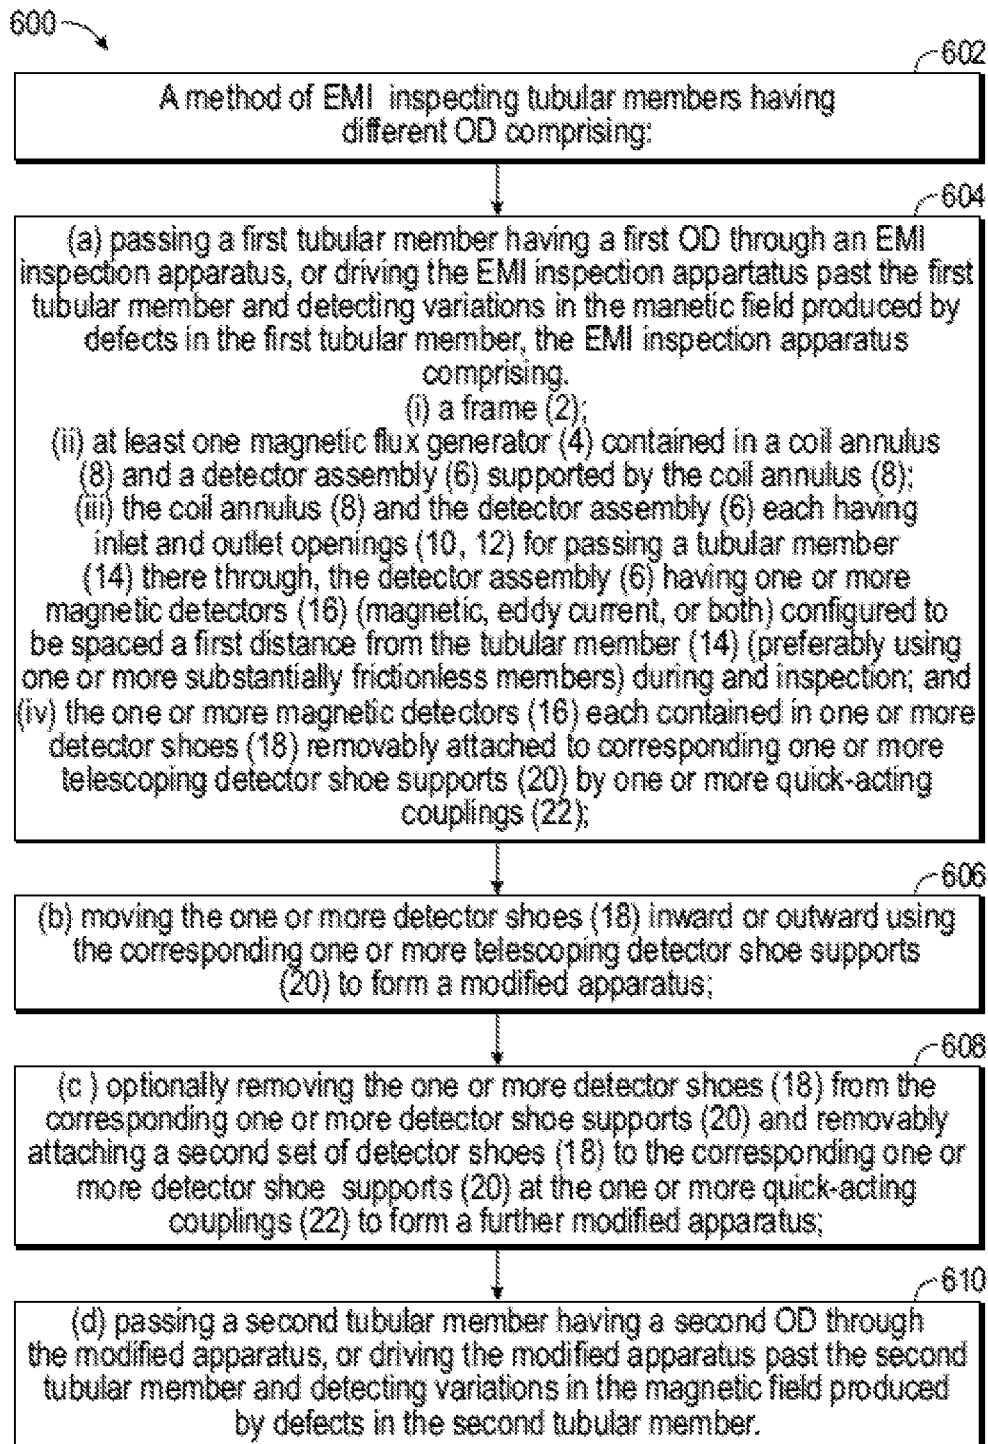 600
602
A method of EMI inspecting tubular members having
different OD comprising:
604
(a) passing a first tubular member having a first OD through an EMI
inspection apparatus, or driving the EMI inspection appartatus past the first
tubular member and detecting variations in the manetic field produced by
defects in the first tubular member, the EMI inspection apparatus
comprising.
(i) a frame (2);
(ii) at least one magnetic flux generator (4) contained in a coil annulus
(8) and a detector assembly (6) supported by the coil annulus (8);
(iii) the coil annulus (8) and the detector assembly (6) each having
inlet and outlet openings (10, 12) for passing a tubular member
(14) there through, the detector assembly (6) having one or more
magnetic detectors (16) (magnetic, eddy current, or both) configured to
be spaced a first distance from the tubular member (14) (preferably using
one or more substantially frictionless members) during and inspection; and
(iv) the one or more magnetic detectors (16) each contained in one or more
detector shoes (18) removably attached to corresponding one or more
telescoping detector shoe supports (20) by one or more quick-acting
couplings (22);
606
(b) moving the one or more detector shoes (18) inward or outward using
the corresponding one or more telescoping detector shoe supports
(20) to form a modified apparatus;
608
(c ) optionally removing the one or more detector shoes (18) from the
corresponding one or more detector shoe supports (20) and removably
attaching a second set of detector shoes (18) to the corresponding one or
more detector shoe supports (20) at the one or more quick-acting
couplings (22) to form a further modified apparatus;
610
(d) passing a second tubular member having a second OD through
the modified apparatus, or driving the modified apparatus past the second
tubular member and detecting variations in the magnetic field produced
by defects in the second tubular member.